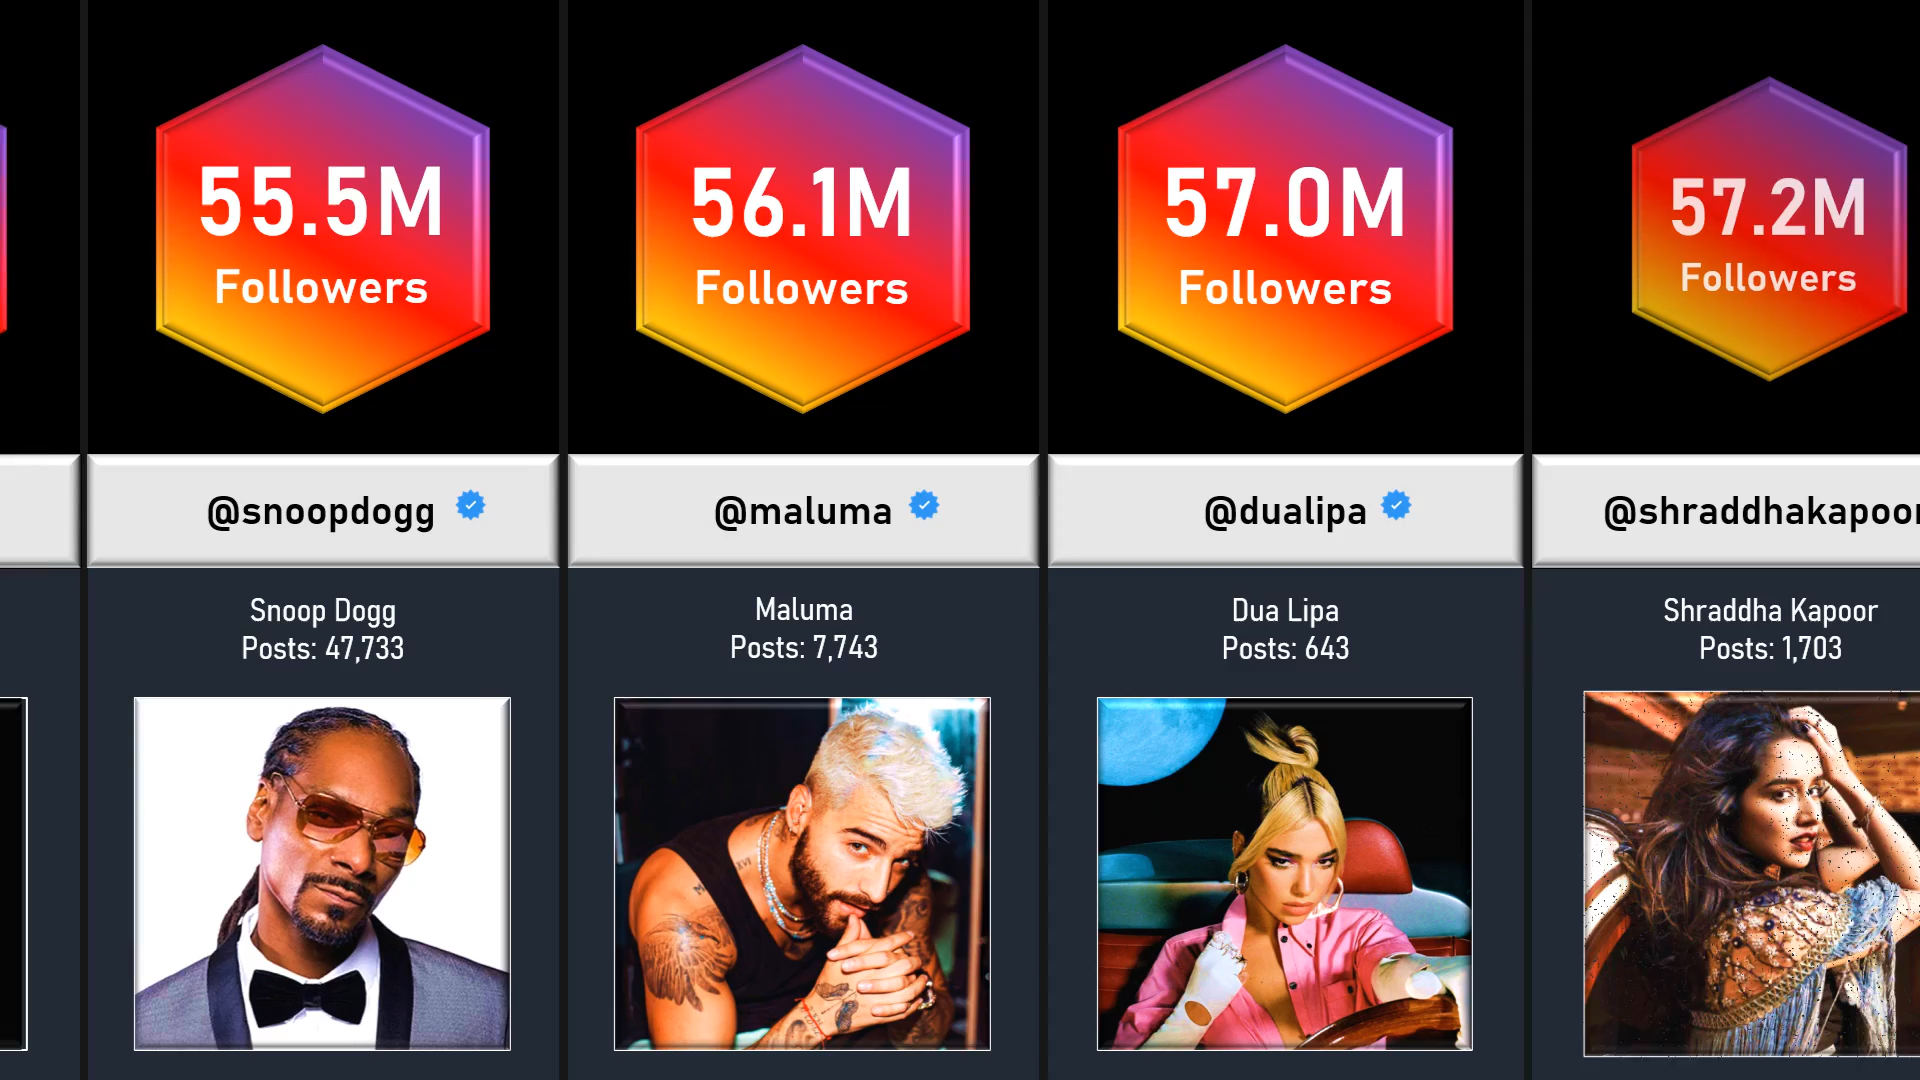 55.5M
Followers
@snoopdogg
Snoop Dogg
Posts: 47,733
56.1M
Followers
@maluma
Maluma
Posts: 7,743
57.0M
Followers
@dualipa
Dua Lipa
Posts: 643
57.2M
Followers
@shraddhakapoor
Shraddha Kapoor
Posts: 1,703